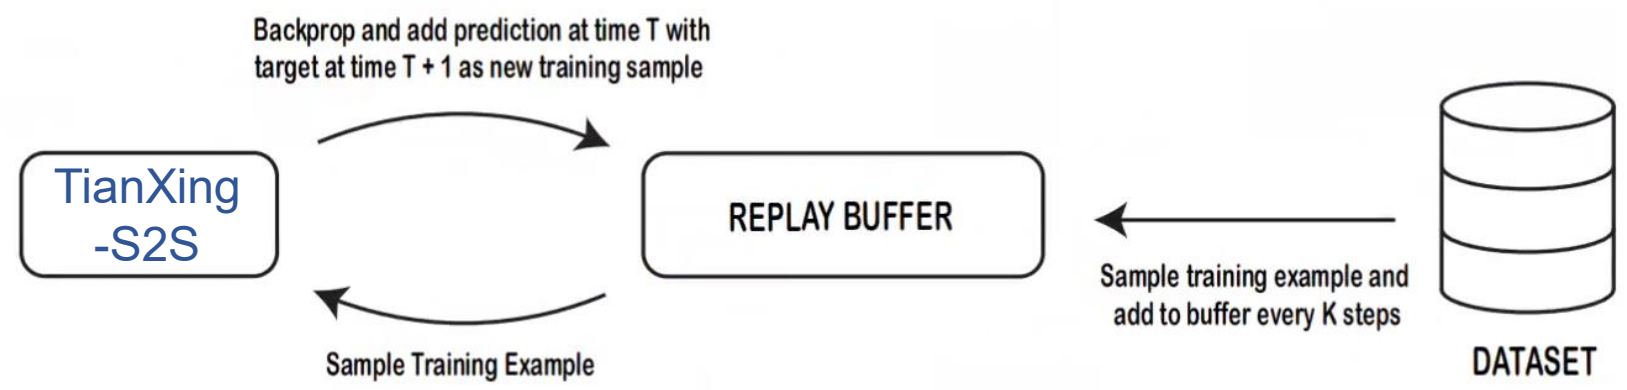 Backprop and add prediction at time T with
target at time T + 1 as new training sample
TianXing
-S2S
REPLAY BUFFER
Sample training example and
add to buffer every K steps
Sample Training Example
DATASET